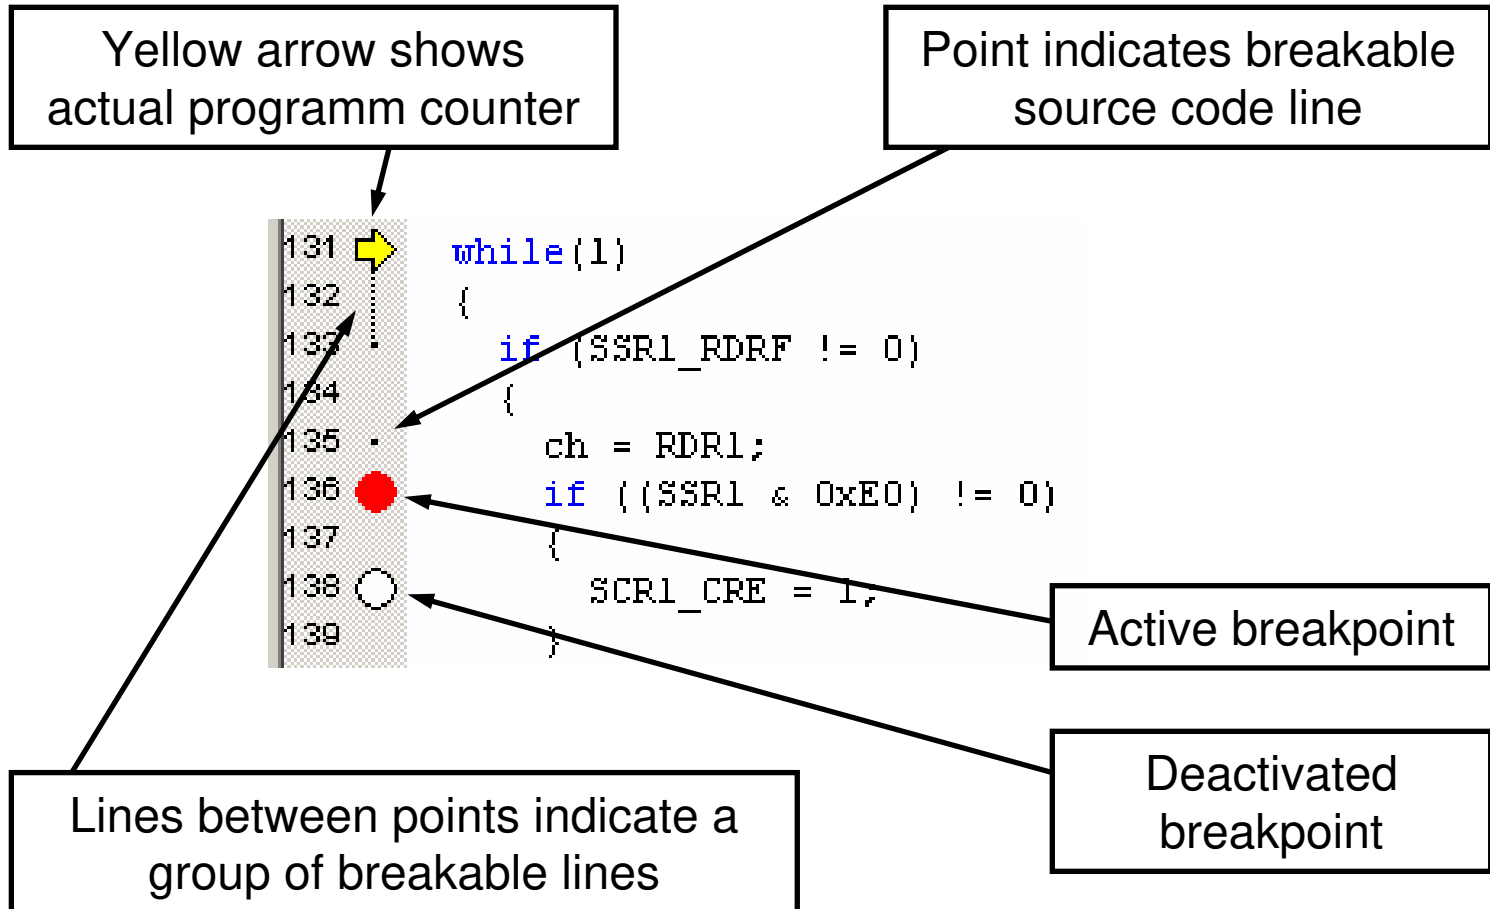 Yellow arrow shows
actual programm counter
Point indicates breakable
source code line
131 while(1)
132 {
133 if (SSR1_RDRF != 0)
134 {
135 ch = RDR1;
136 if ((SSR1 & 0xE0) != 0)
137 {
138 SCR1_CRE = 1;
139 }
Active breakpoint
Deactivated
breakpoint
Lines between points indicate a
group of breakable lines